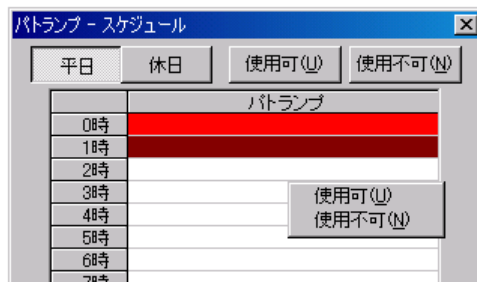 パトランプ - スケジュール
平日 休日 使用可(U) 使用不可(N)
パトランプ
0時
1時
2時
3時
使用可(U)
4時
使用不可(N)
5時
6時
7時